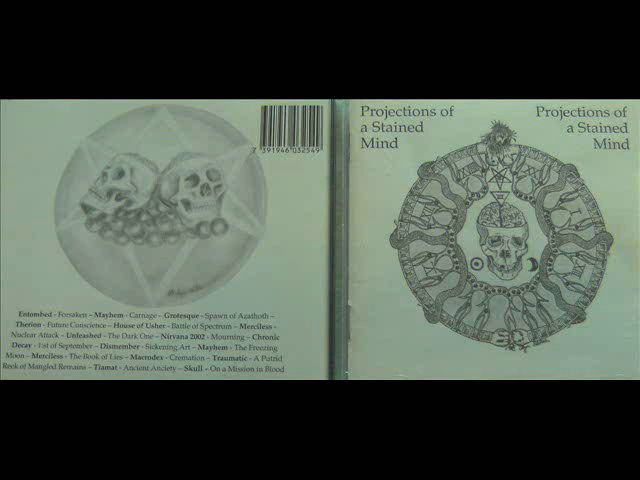 7 391946 032549
Entombed - Forsaken – Mayhem - Carnage – Grotesque - Spawn of Azathoth –
Therion - Future Conscience – House of Usher - Battle of Spectrum – Merciless -
Nuclear Attack – Unleashed - The Dark One – Nirvana 2002 - Mourning – Chronic
Decay - 1st of September – Dismember - Sickening Art – Mayhem - The Freezing
Moon – Merciless - The Book of Lies – Macrodex - Cremation – Traumatic - A Putrid
Reek of Mangled Remains – Tiamat - Ancient Anciety – Skull – On a Mission in Blood
Projections of
a Stained
Mind
Projections of
a Stained
Mind